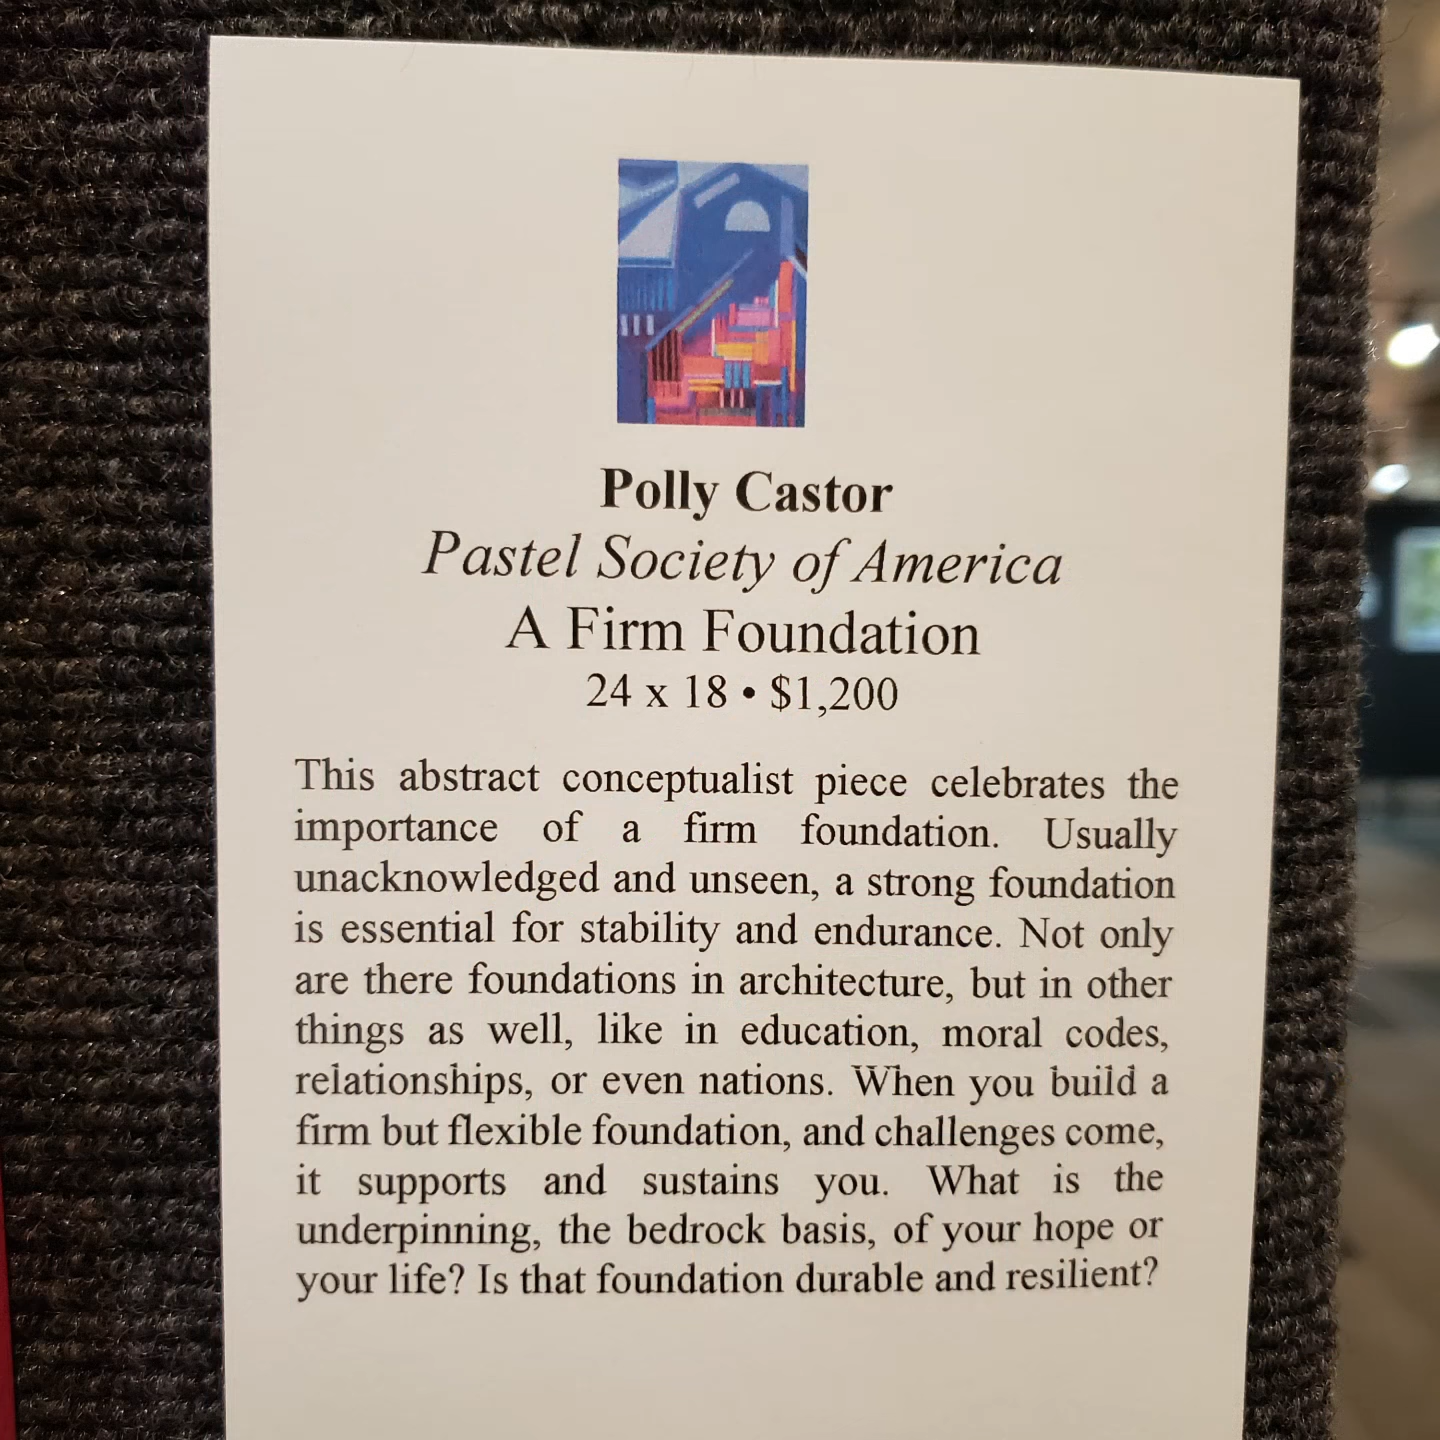 Polly Castor
Pastel Society of America
A Firm Foundation
24 x 18 • $1,200
This abstract conceptualist piece celebrates the
importance of a firm foundation. Usually
unacknowledged and unseen, a strong foundation
is essential for stability and endurance. Not only
are there foundations in architecture, but in other
things as well, like in education, moral codes,
relationships, or even nations. When you build a
firm but flexible foundation, and challenges come,
it supports and sustains you. What is the
underpinning, the bedrock basis, of your hope or
your life? Is that foundation durable and resilient?